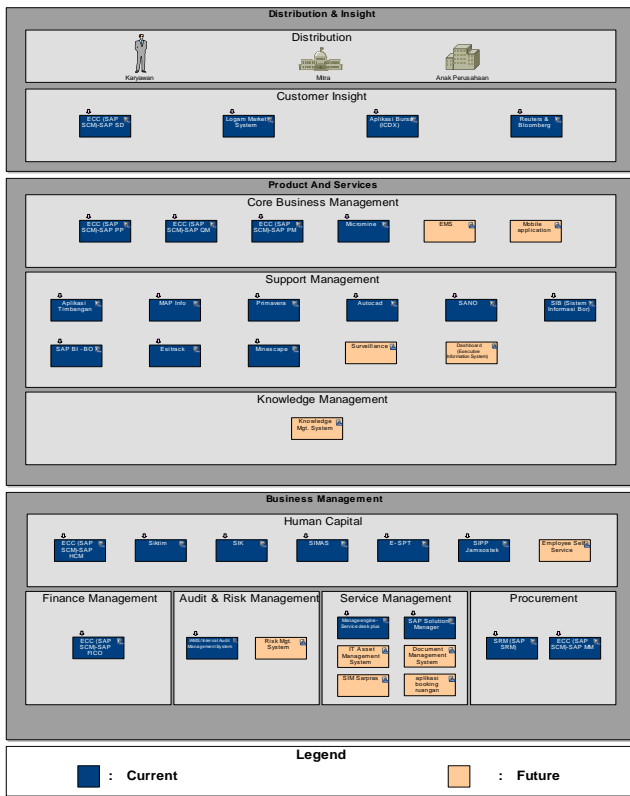 Distribution & Insight
Distribution
Karyawan
Mitra
Anak Perusahaan
Customer Insight
ECC (SAP
SCM)-SAP SD
Logam Market
System
Aplikasi Bursa
(ICDX)
Reuters &
Bloomberg
Product And Services
Core Business Management
ECC (SAP
SCM)-SAP PP
ECC (SAP
SCM)-SAP QM
ECC (SAP
SCM)-SAP PM
Micromine
EMS
Mobile
application
Support Management
Aplikasi
Timbangan
MAP Info
Primavera
Autocad
SANO
SIB (Sistem
Informasi Bor)
SAP BI - BO
Esitrack
Minescape
Surveillance
Dashboard
(Executive
Information System)
Knowledge Management
Knowledge
Mgt. System
Business Management
Human Capital
ECC (SAP
SCM)-SAP
HCM
Siktim
SIK
SIMAS
E- SPT
SIPP
Jamsostek
Employee Self
Service
Finance Management
ECC (SAP
SCM)-SAP
FICO
Audit & Risk Management
Internal Audit
Management System
Risk Mgt.
System
Service Management
Manageengine-
Servicedesk plus
SAP Solution
Manager
IT Asset
Management
System
Document
Management
System
SIM Sarpras
aplikasi
booking
ruangan
Procurement
SRM (SAP
SRM)
ECC (SAP
SCM)-SAP MM
Legend
: Current
: Future